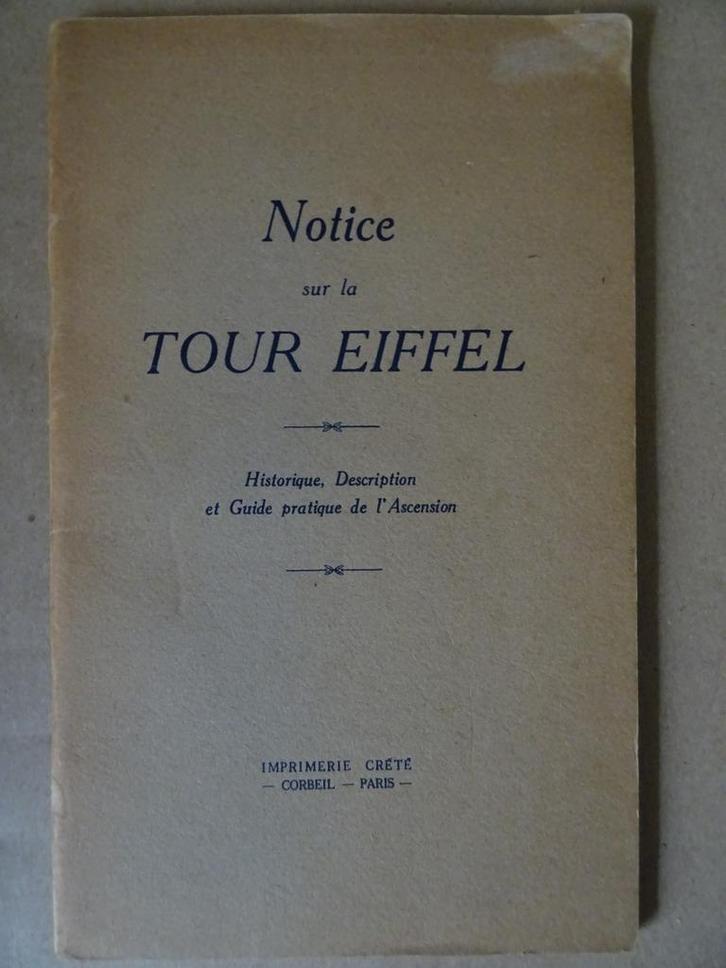 Notice
sur la
TOUR EIFFEL
Historique, Description
et Guide pratique de l'Ascension
IMPRIMERIE CRÉTÉ
— CORBEIL — PARIS —